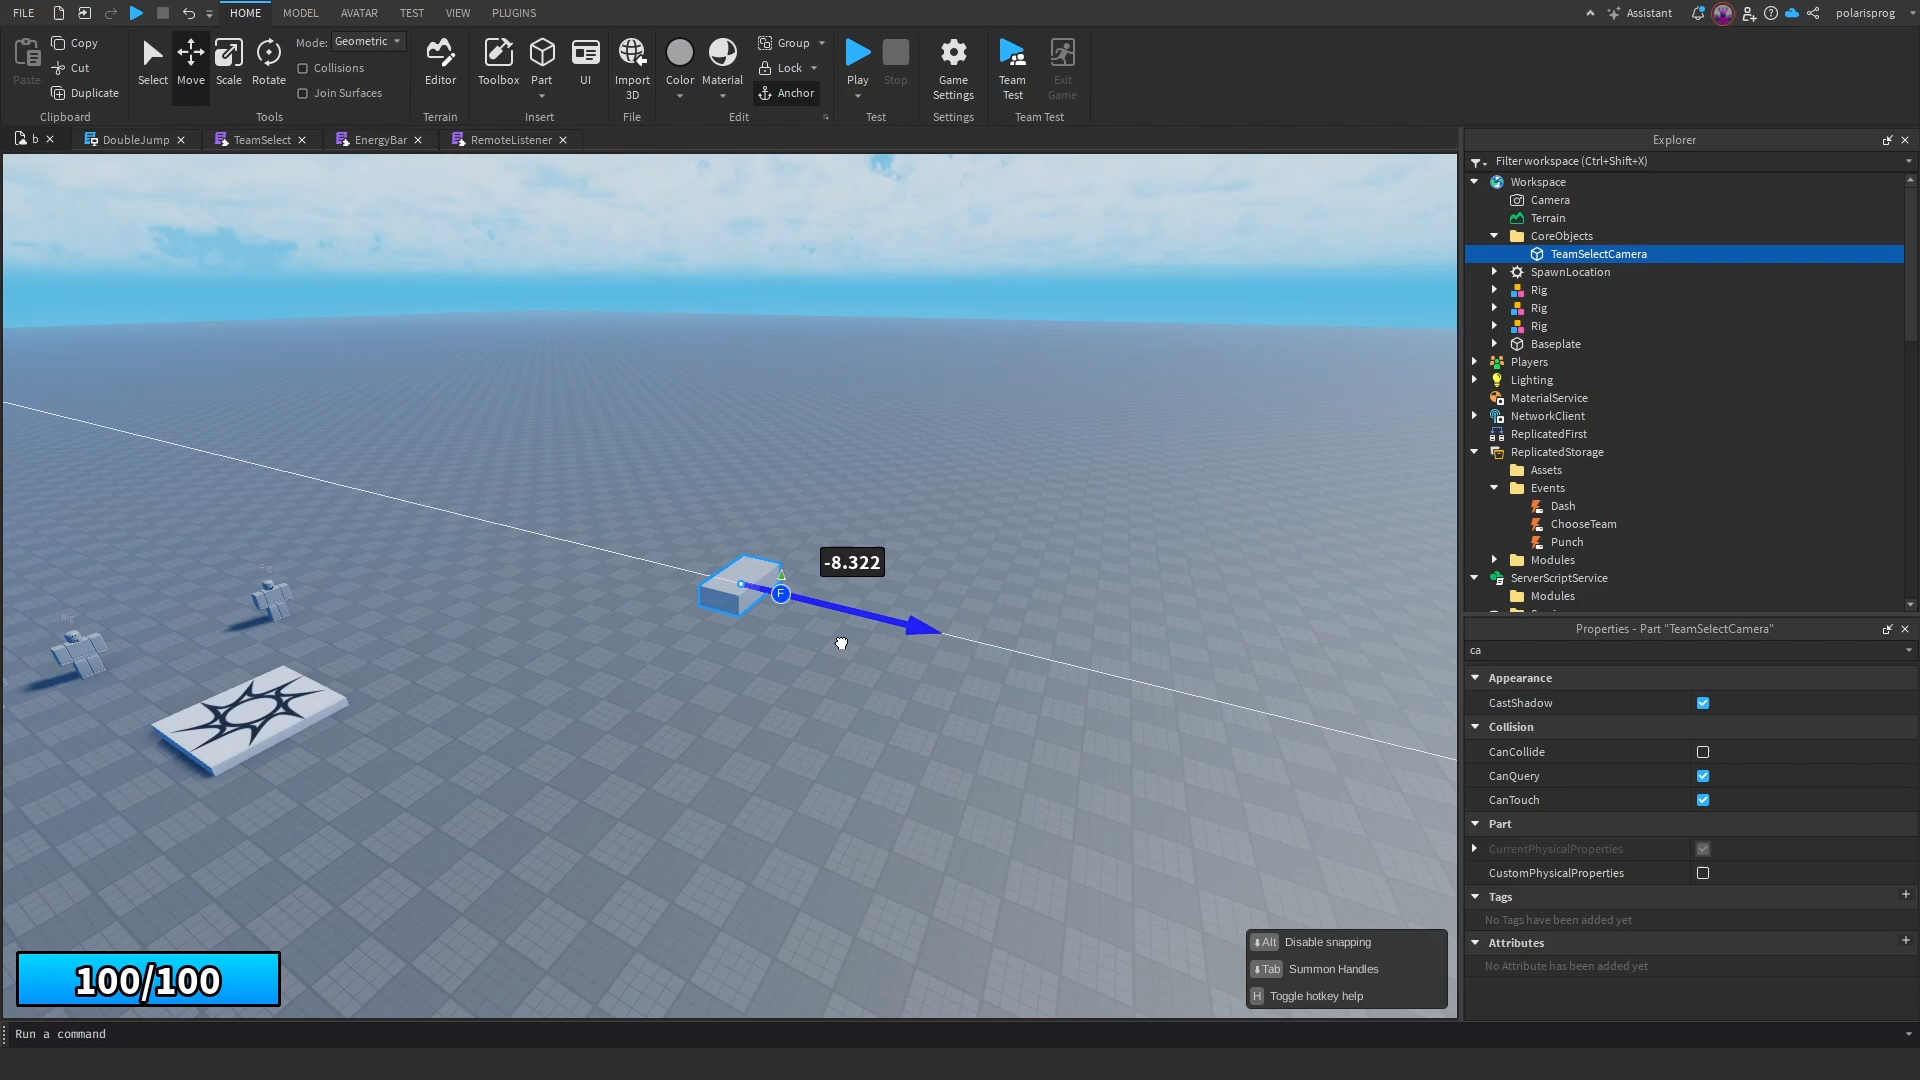 FILE
HOME
MODEL
AVATAR
TEST
VIEW
PLUGINS
Assistant
polarisprog
Paste
Copy
Cut
Duplicate
Clipboard
Select
Move
Scale
Rotate
Mode:
Geometric
Collisions
Join Surfaces
Tools
Editor
Terrain
Toolbox
Part
UI
Insert
Import
3D
File
Color
Material
Group
Lock
Anchor
Edit
Play
Stop
Test
Game
Settings
Settings
Team
Test
Exit
Game
Team Test
b
DoubleJump
TeamSelect
EnergyBar
RemoteListener
Rig
Rig
-8.322
F
100/100
Alt Disable snapping
Tab Summon Handles
H Toggle hotkey help
Run a command
Explorer
Filter workspace (Ctrl+Shift+X)
Workspace
Camera
Terrain
CoreObjects
TeamSelectCamera
SpawnLocation
Rig
Rig
Rig
Baseplate
Players
Lighting
MaterialService
NetworkClient
ReplicatedFirst
ReplicatedStorage
Assets
Events
Dash
ChooseTeam
Punch
Modules
ServerScriptService
Modules
Properties - Part "TeamSelectCamera"
ca
Appearance
CastShadow
Collision
CanCollide
CanQuery
CanTouch
Part
CurrentPhysicalProperties
CustomPhysicalProperties
Tags
No Tags have been added yet
Attributes
No Attribute has been added yet